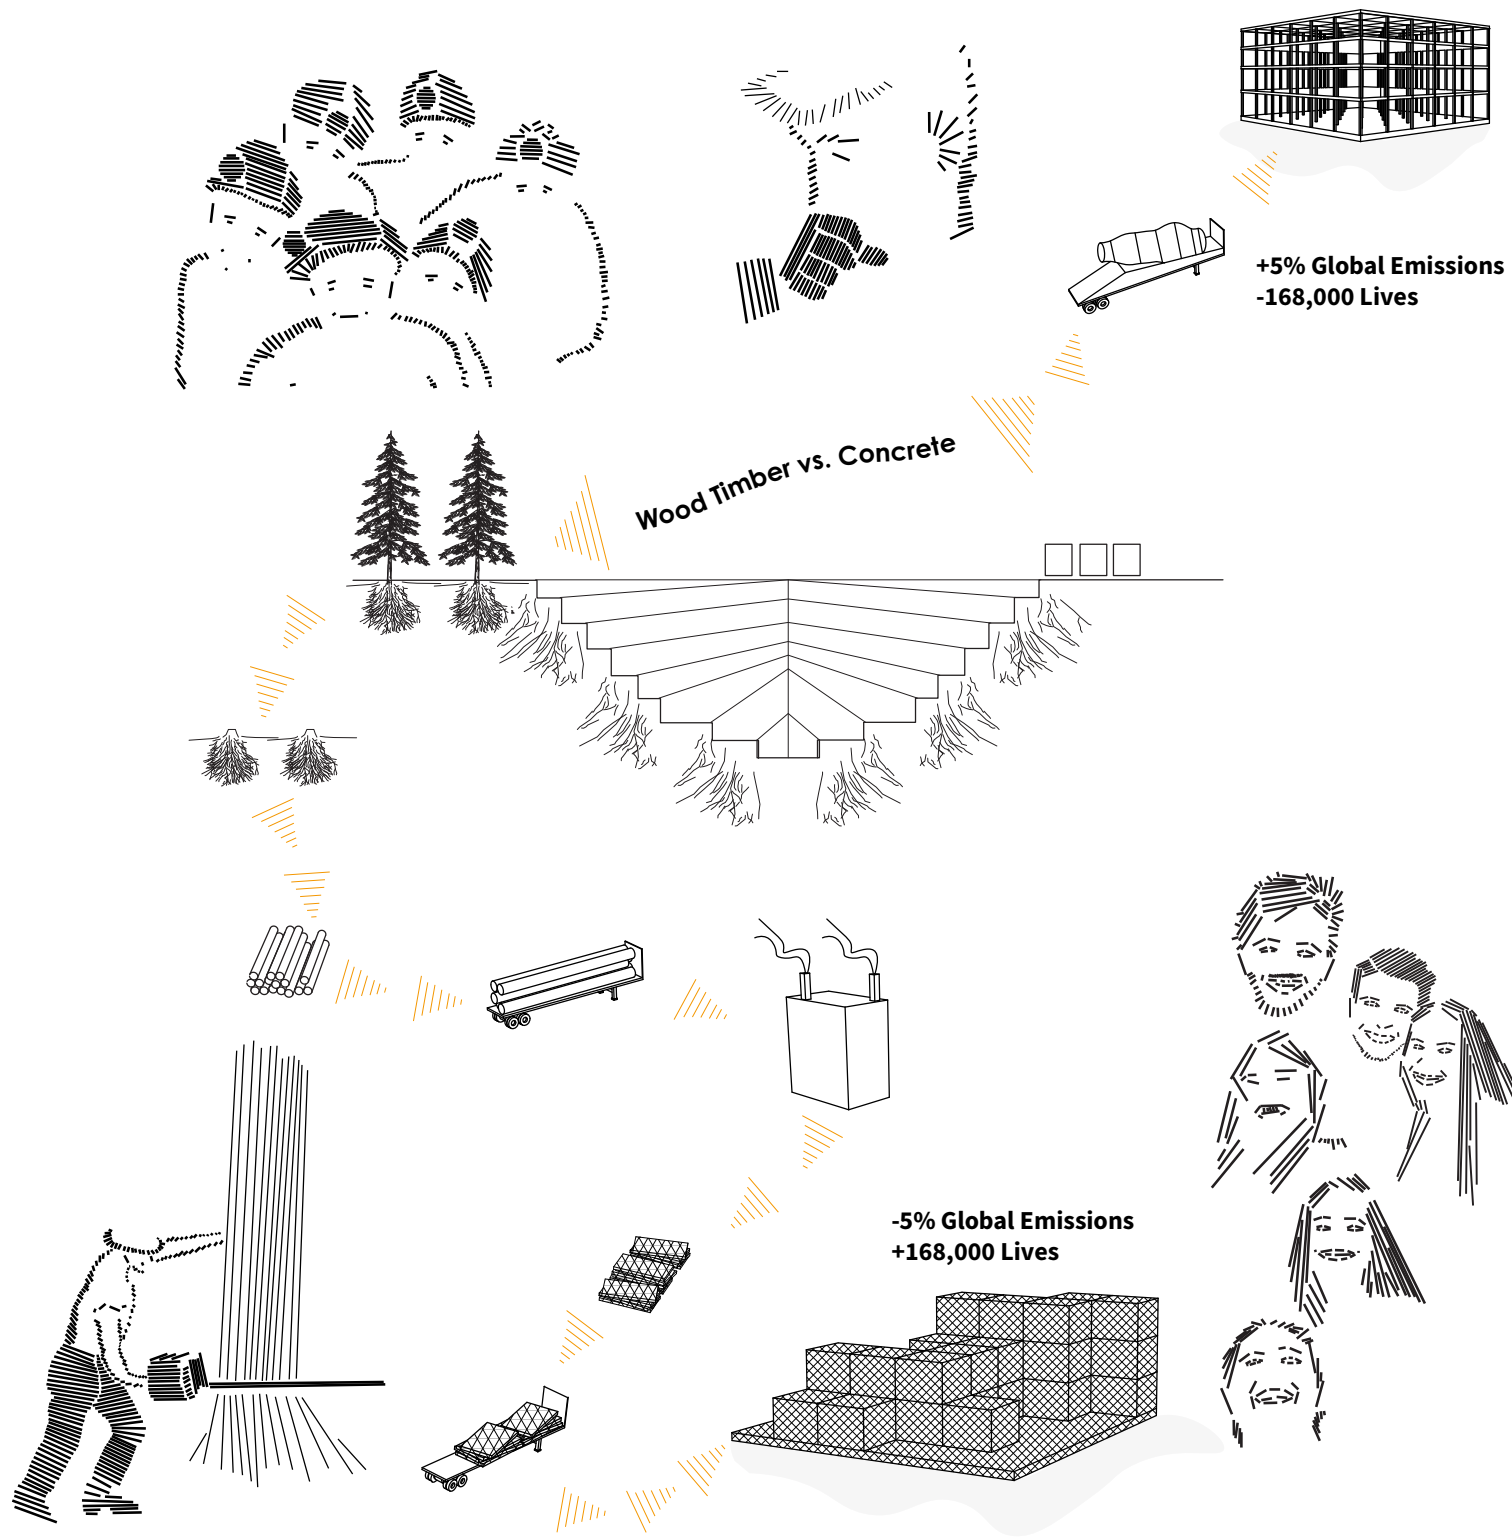 +5% Global Emissions
-168,000 Lives
Wood Timber vs. Concrete
-5% Global Emissions
+168,000 Lives